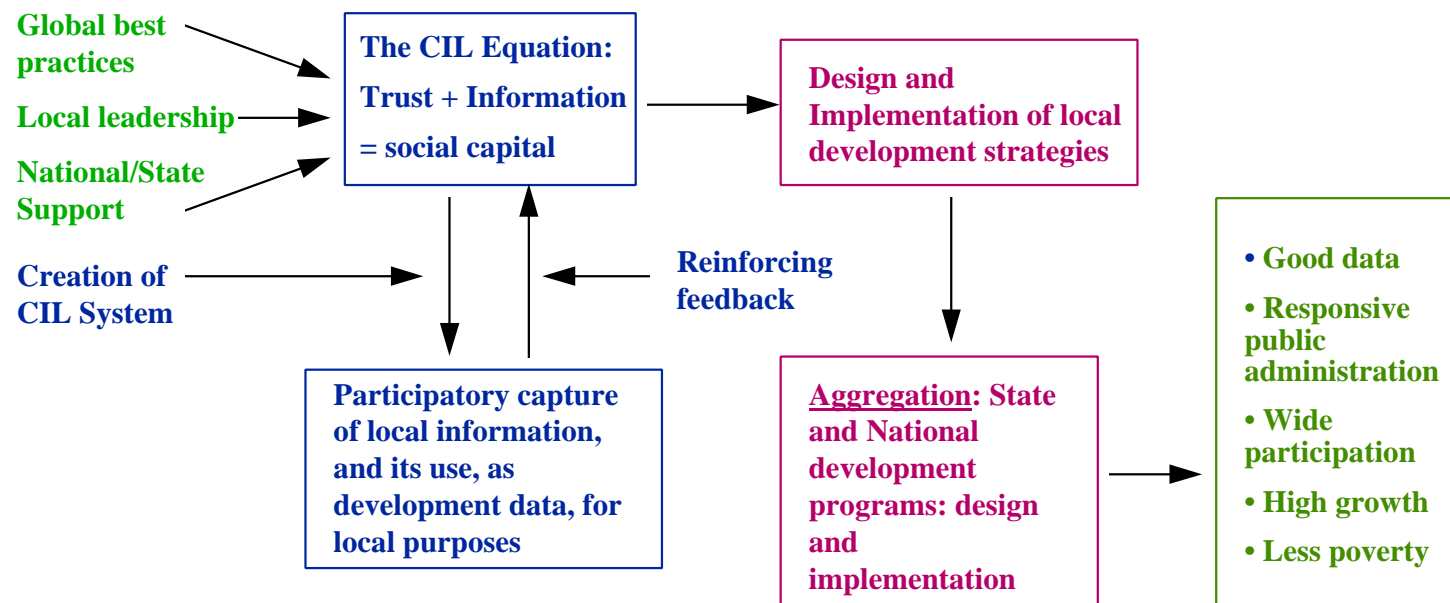 Global best
practices
Local leadership
National/State
Support
Creation of
CIL System
The CIL Equation:
Trust + Information
= social capital
Reinforcing
feedback
Participatory capture
of local information,
and its use, as
development data, for
local purposes
Design and
Implementation of local
development strategies
Aggregation: State
and National
development
programs: design
and
implementation
• Good data
• Responsive
public
administration
• Wide
participation
• High growth
• Less poverty